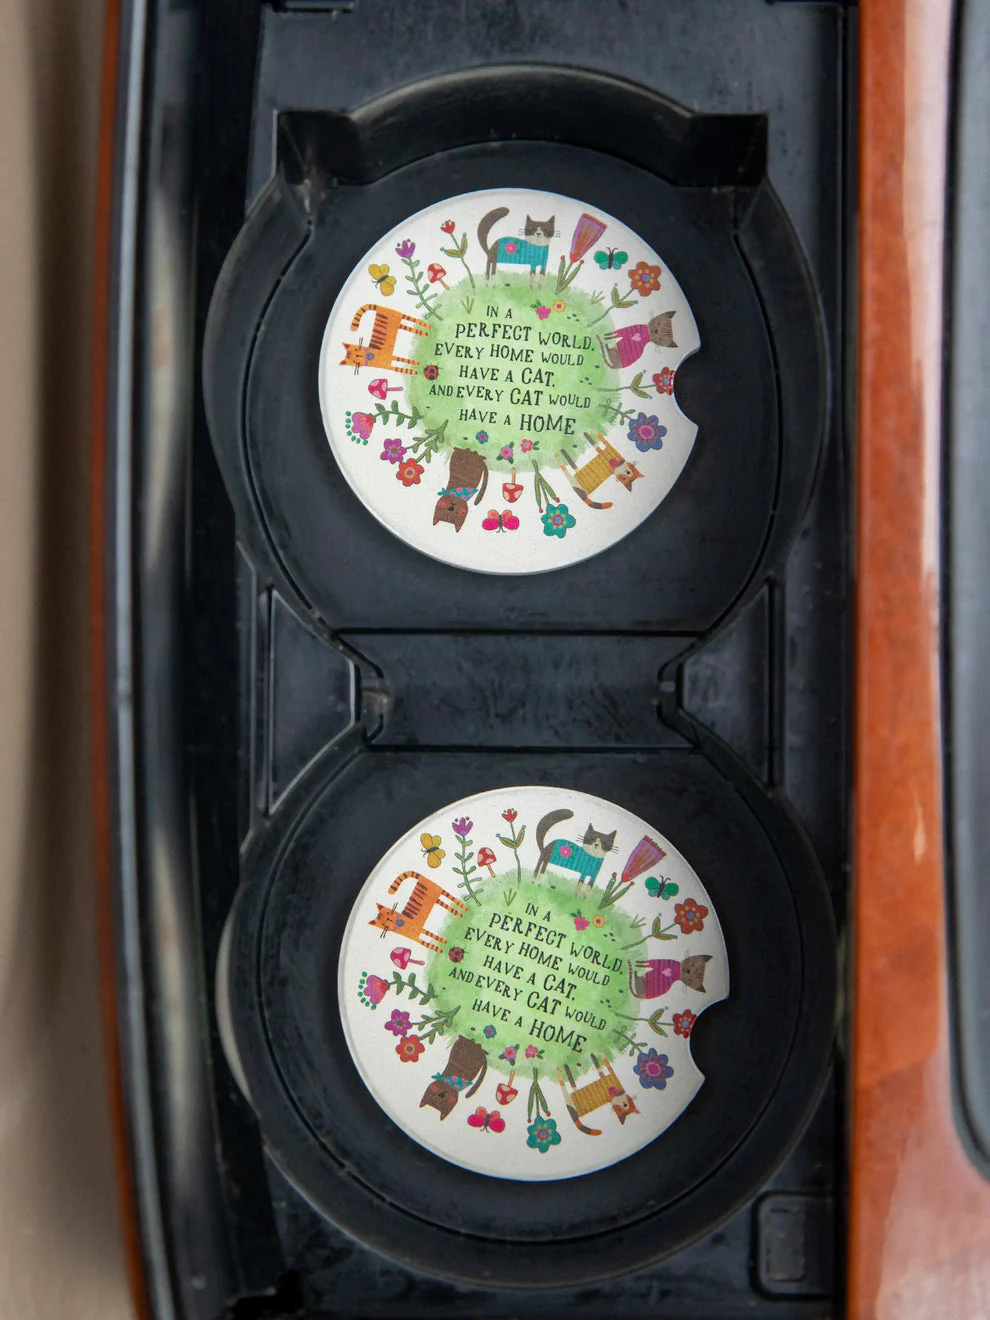 IN A
PERFECT WORLD,
EVERY HOME WOULD
HAVE A CAT,
AND EVERY CAT WOULD
HAVE A HOME
IN A
PERFECT WORLD,
EVERY HOME WOULD
HAVE A CAT,
AND EVERY CAT WOULD
HAVE A HOME